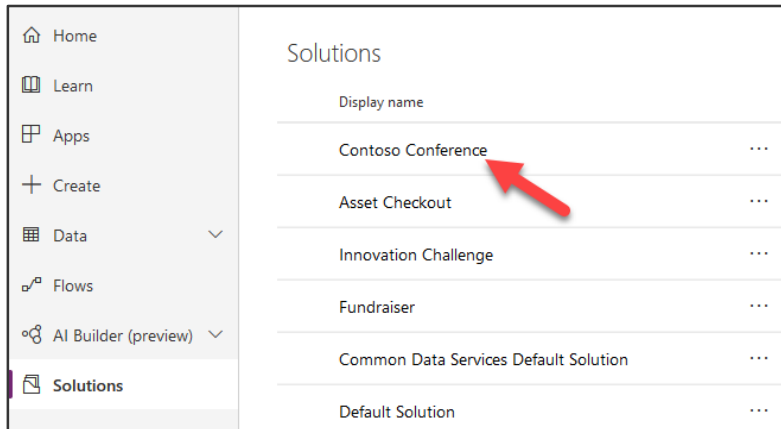 Home
Learn
Apps
Create
Data
Flows
AI Builder (preview)
Solutions
Solutions
Display name
Contoso Conference
Asset Checkout
Innovation Challenge
Fundraiser
Common Data Services Default Solution
Default Solution